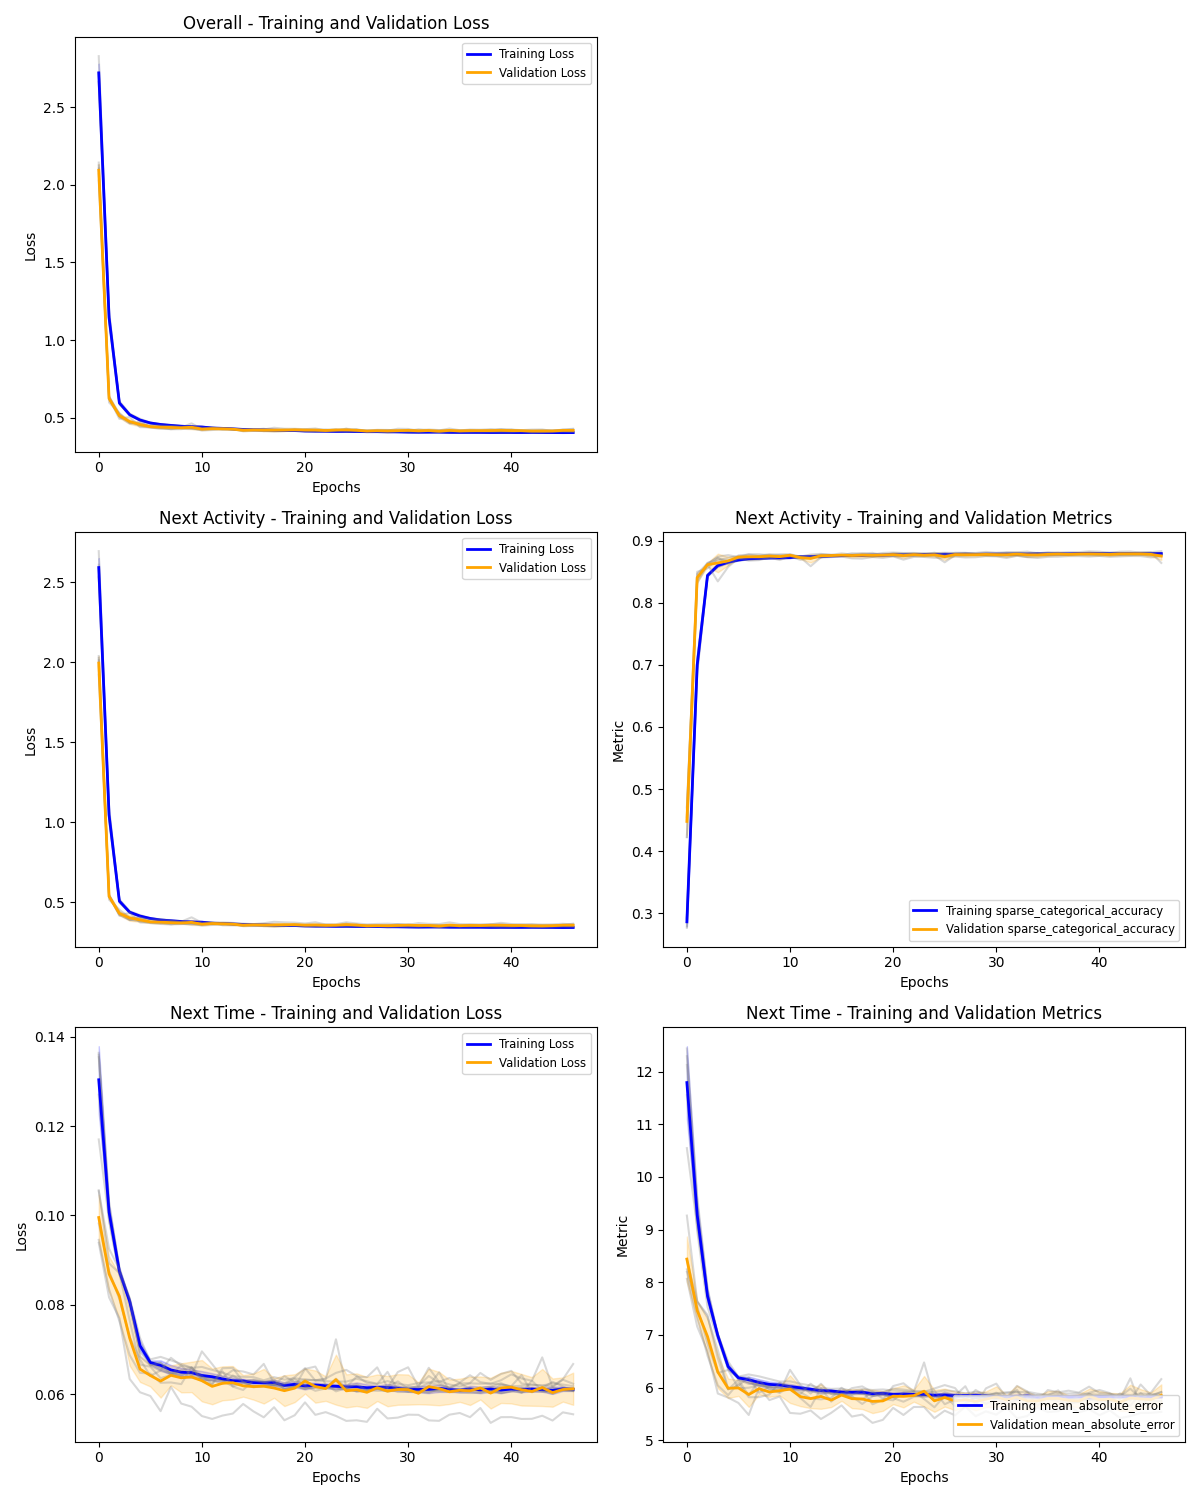 Overall - Training and Validation Loss
Training Loss
Validation Loss
2.5
2.0
1.5
1.0
0.5
Loss
0 10 20 30 40
Epochs
Next Activity - Training and Validation Loss
Training Loss
Validation Loss
2.5
2.0
1.5
1.0
0.5
Loss
0 10 20 30 40
Epochs
Next Activity - Training and Validation Metrics
0.9
0.8
0.7
0.6
0.5
0.4
0.3
Metric
Training sparse_categorical_accuracy
Validation sparse_categorical_accuracy
0 10 20 30 40
Epochs
Next Time - Training and Validation Loss
Training Loss
Validation Loss
0.14
0.12
0.10
0.08
0.06
Loss
0 10 20 30 40
Epochs
Next Time - Training and Validation Metrics
12
11
10
9
8
7
6
5
Metric
Training mean_absolute_error
Validation mean_absolute_error
0 10 20 30 40
Epochs